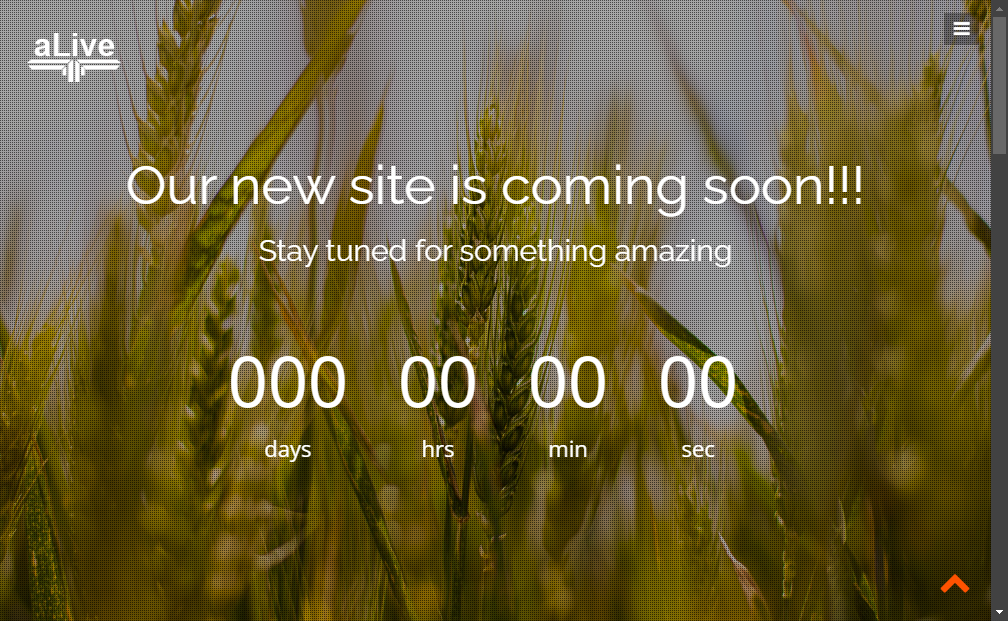 aLive
Our new site is coming soon!!!
Stay tuned for something amazing
000 00 00 00
days hrs min sec